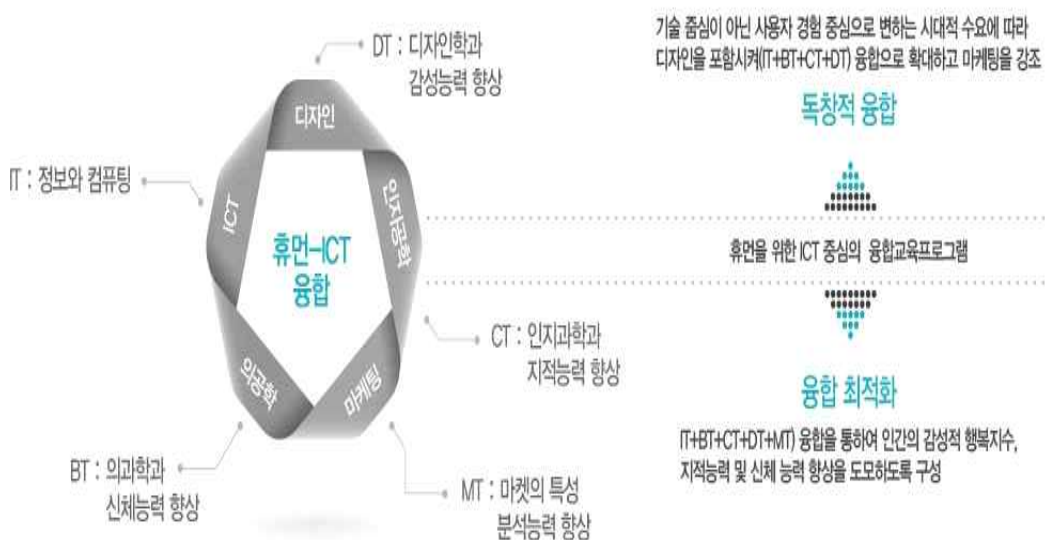 DT : 디자인학과
감성능력 향상
디자인
IT : 정보와 컴퓨팅
ICT
인지공학
휴먼-ICT
융합
CT : 인지과학과
지적능력 향상
의공학
마케팅
BT : 의과학과
신체능력 향상
MT : 마켓의 특성
분석능력 향상
기술 중심이 아닌 사용자 경험 중심으로 변하는 시대적 수요에 따라
디자인을 포함시켜(IT+BT+CT+DT) 융합으로 확대하고 마케팅을 강조
독창적 융합
휴먼을 위한 ICT 중심의 융합교육프로그램
융합 최적화
IT+BT+CT+DT+MT) 융합을 통하여 인간의 감성적 행복지수,
지적능력 및 신체 능력 향상을 도모하도록 구성